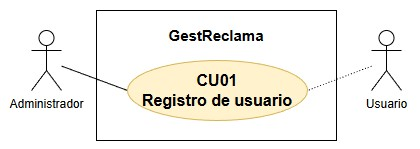 GestReclama
CU01
Registro de usuario
Administrador
Usuario